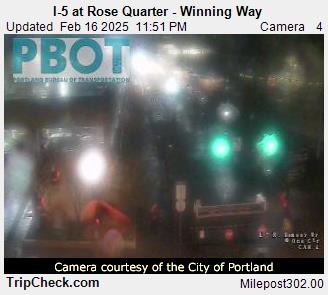 I-5 at Rose Quarter - Winning Way
Updated Feb 16 2025 11:51 PM Camera 4
PBOT
PORTLAND BUREAU OF TRANSPORTATION
Camera courtesy of the City of Portland
TripCheck.com Milepost302.00